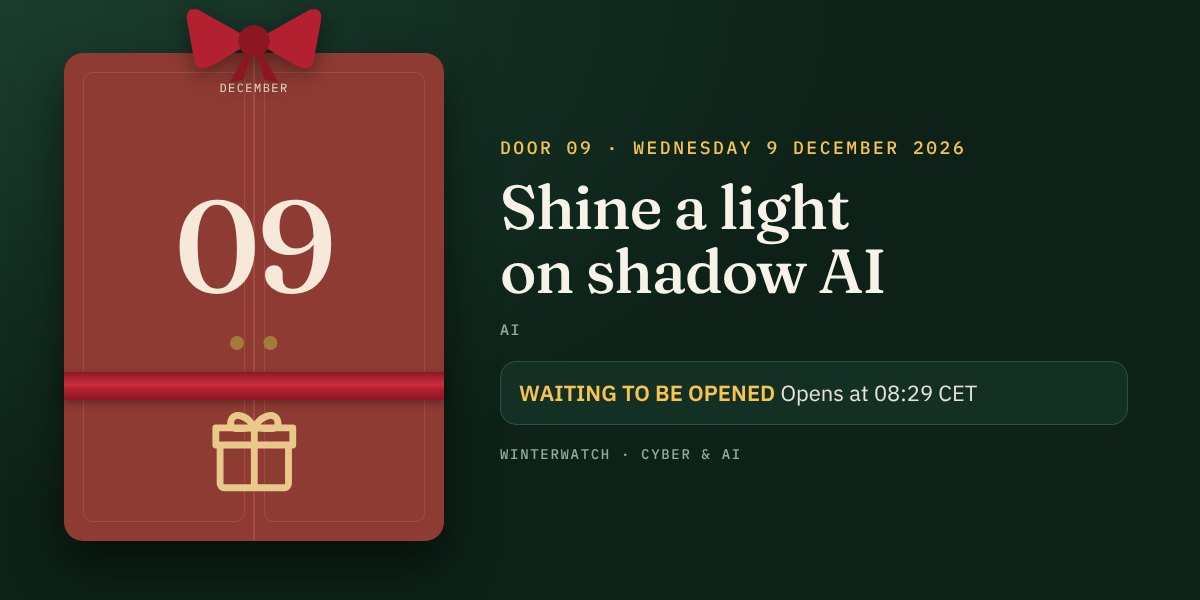 DECEMBER
09
DOOR 09 · WEDNESDAY 9 DECEMBER 2026
Shine a light
on shadow AI
AI
WAITING TO BE OPENED Opens at 08:29 CET
WINTERWATCH · CYBER & AI